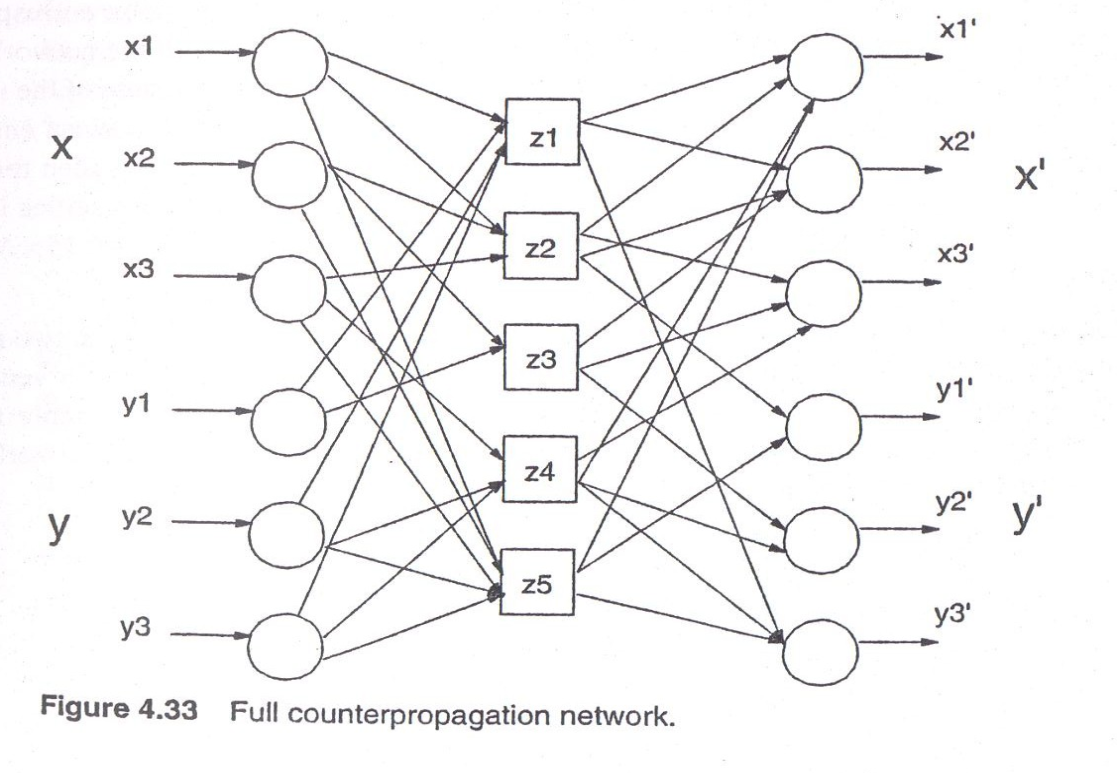 x1
x1'
x
x2
z1
x2'
x'
x3
z2
x3'
z3
y1
y1'
z4
y
y2
y2'
y'
z5
y3
y3'
Figure 4.33 Full counterpropagation network.